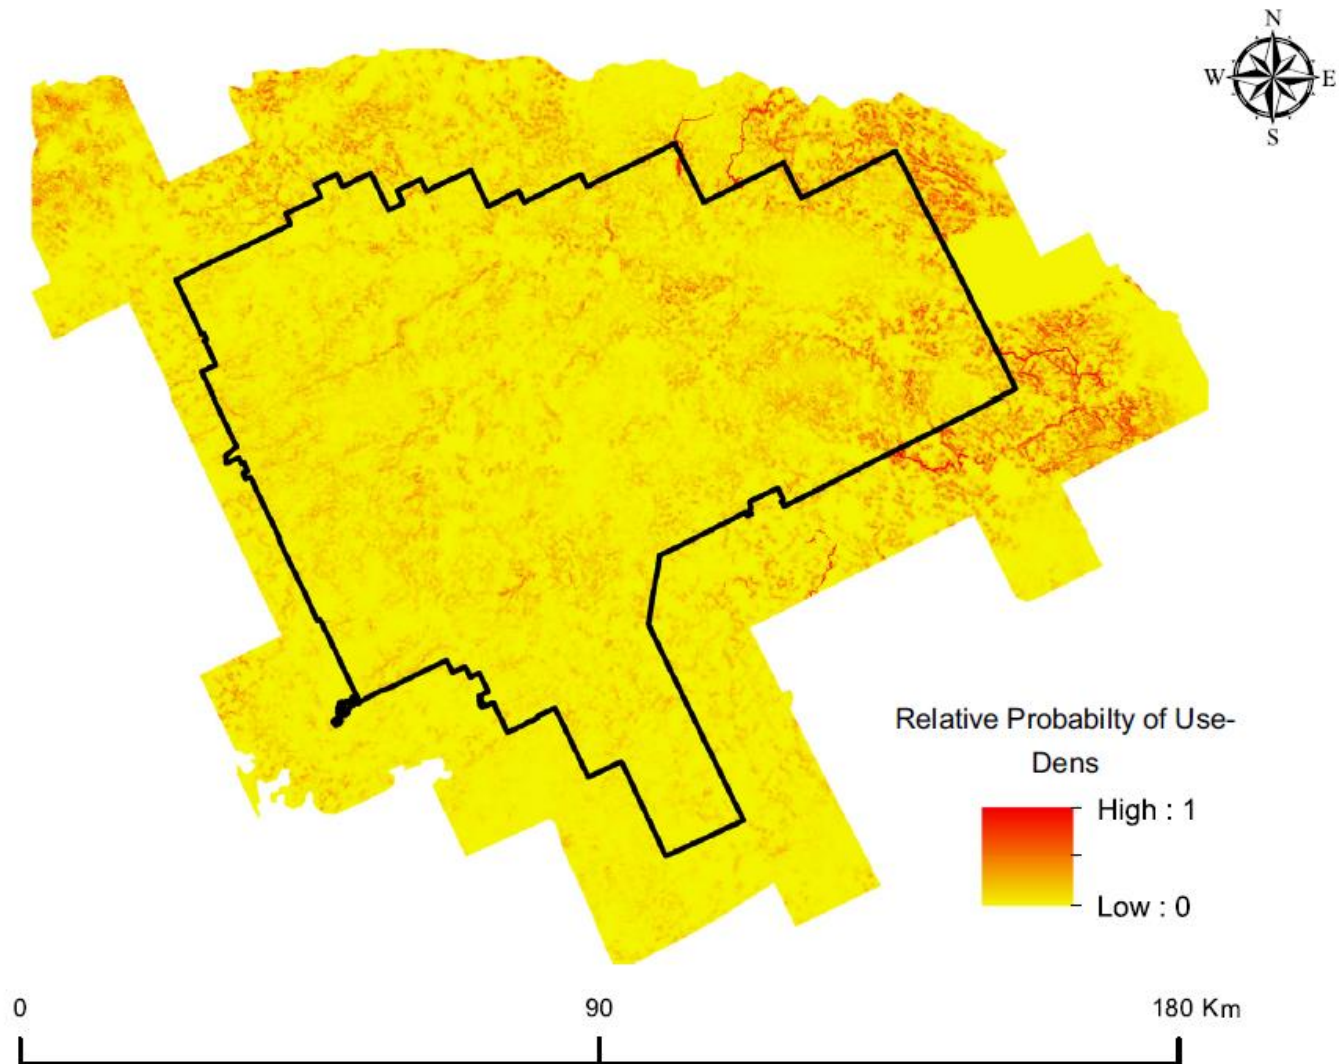 N
W E
S
Relative Probabilty of Use-
Dens
High : 1
Low : 0
0 90 180 Km